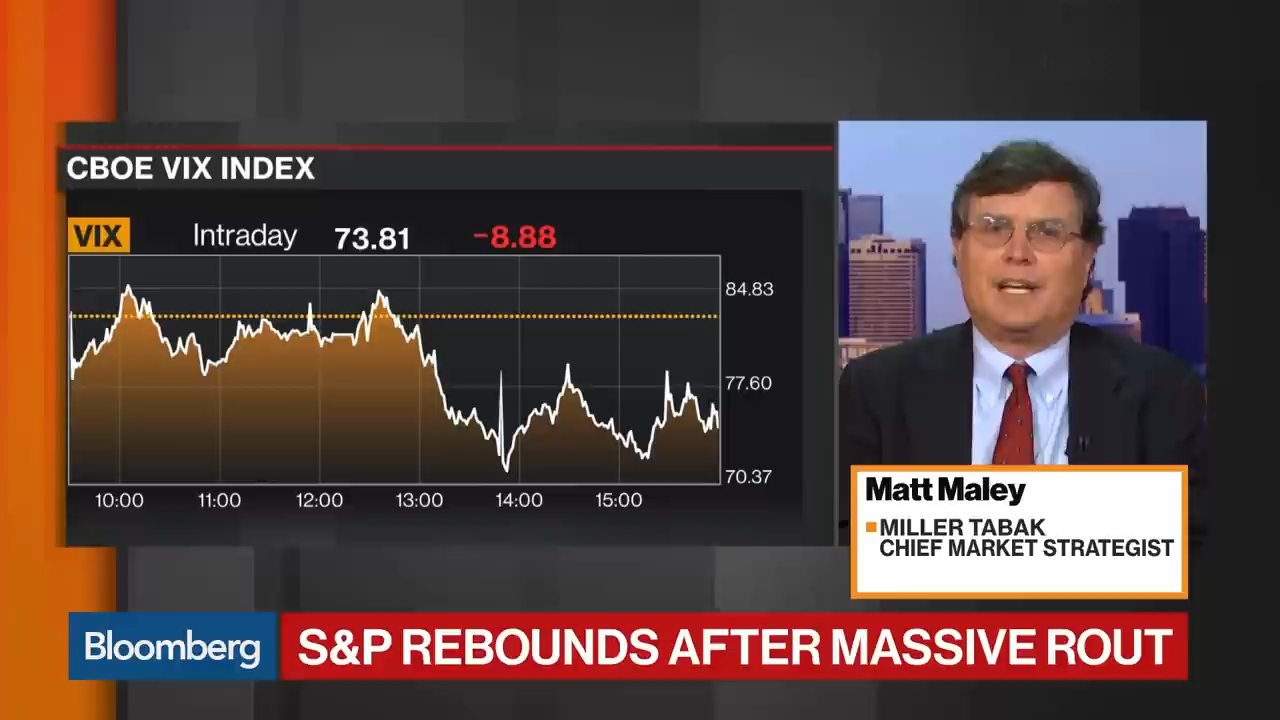 CBOE VIX INDEX
VIX Intraday 73.81 -8.88
84.83
77.60
70.37
10:00 11:00 12:00 13:00 14:00 15:00
Matt Maley
MILLER TABAK
CHIEF MARKET STRATEGIST
Bloomberg S&P REBOUNDS AFTER MASSIVE ROUT